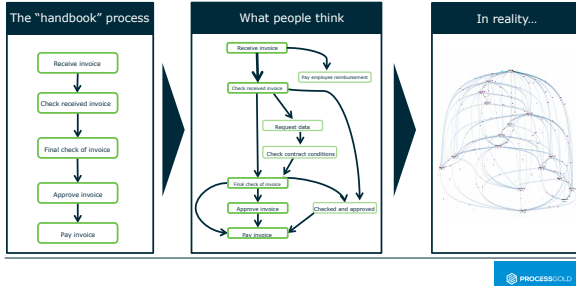 The “handbook” process
Receive invoice
Check received invoice
Final check of invoice
Approve invoice
Pay invoice
What people think
Receive invoice
Pay employee reimbursement
Check received invoice
Request data
Check contract conditions
Final check of invoice
Approve invoice
Checked and approved
Pay invoice
In reality…
PROCESSGOLD